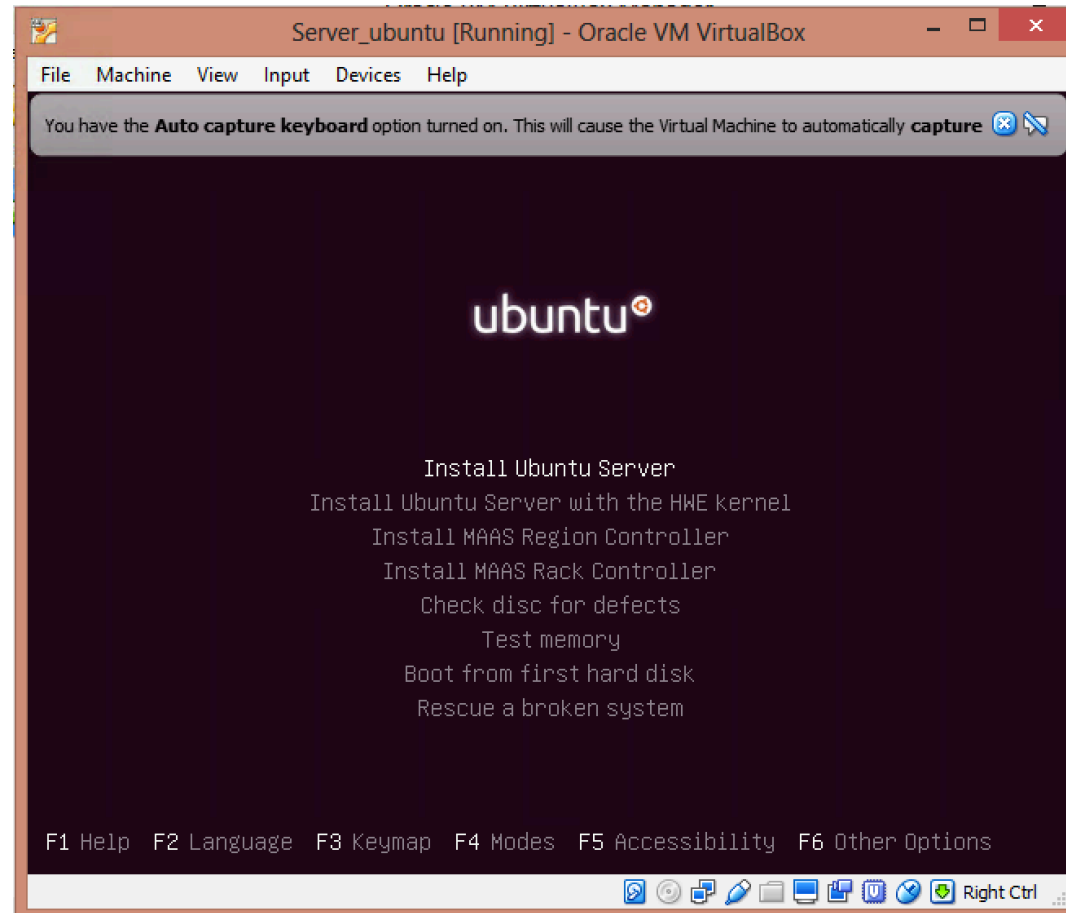 Server_ubuntu [Running] - Oracle VM VirtualBox
File Machine View Input Devices Help
You have the Auto capture keyboard option turned on. This will cause the Virtual Machine to automatically capture
ubuntu
Install Ubuntu Server
Install Ubuntu Server with the HWE kernel
Install MAAS Region Controller
Install MAAS Rack Controller
Check disc for defects
Test memory
Boot from first hard disk
Rescue a broken system
F1 Help F2 Language F3 Keymap F4 Modes F5 Accessibility F6 Other Options
Right Ctrl